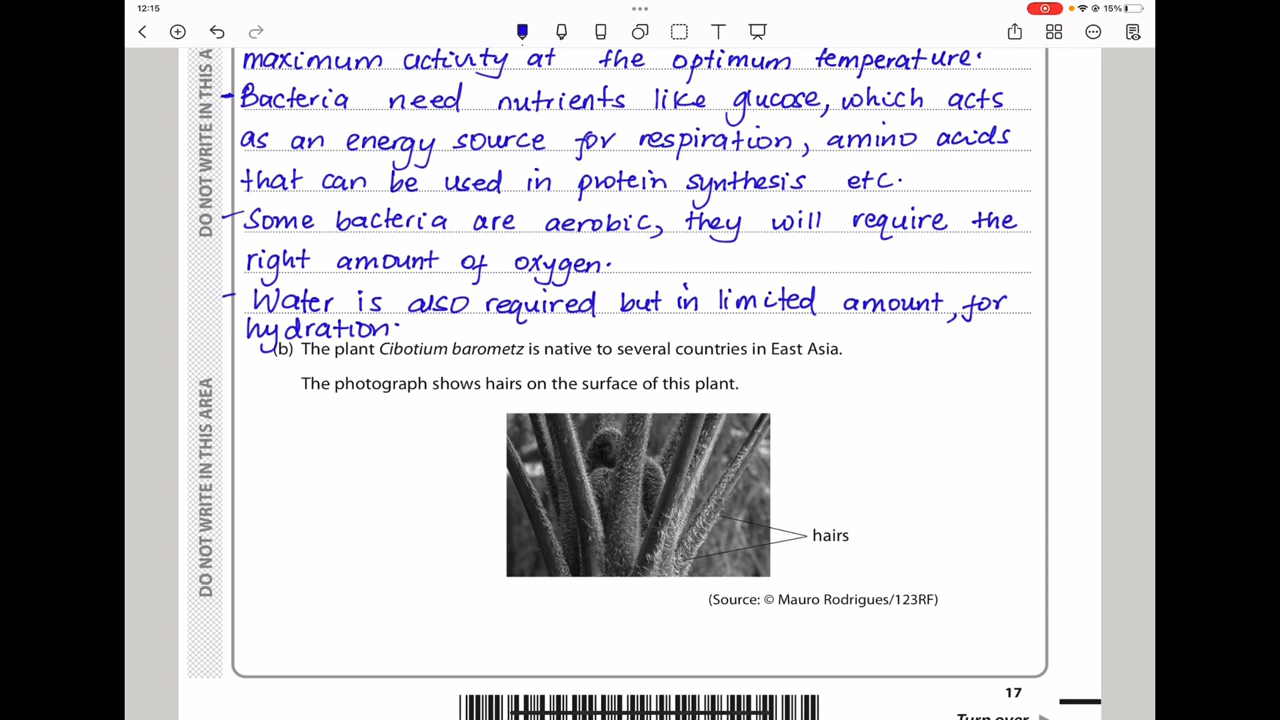 12:15
15%
DO NOT WRITE IN THIS A
maximum activity at the optimum temperature.
- Bacteria need nutrients like glucose, which acts
as an energy source for respiration, amino acids
that can be used in protein synthesis etc.
- Some bacteria are aerobic, they will require the
right amount of oxygen.
- Water is also required but in limited amount, for
hydration.
(b) The plant Cibotium barometz is native to several countries in East Asia.
The photograph shows hairs on the surface of this plant.
DO NOT WRITE IN THIS AREA
hairs
(Source: © Mauro Rodrigues/123RF)
17
Turn over